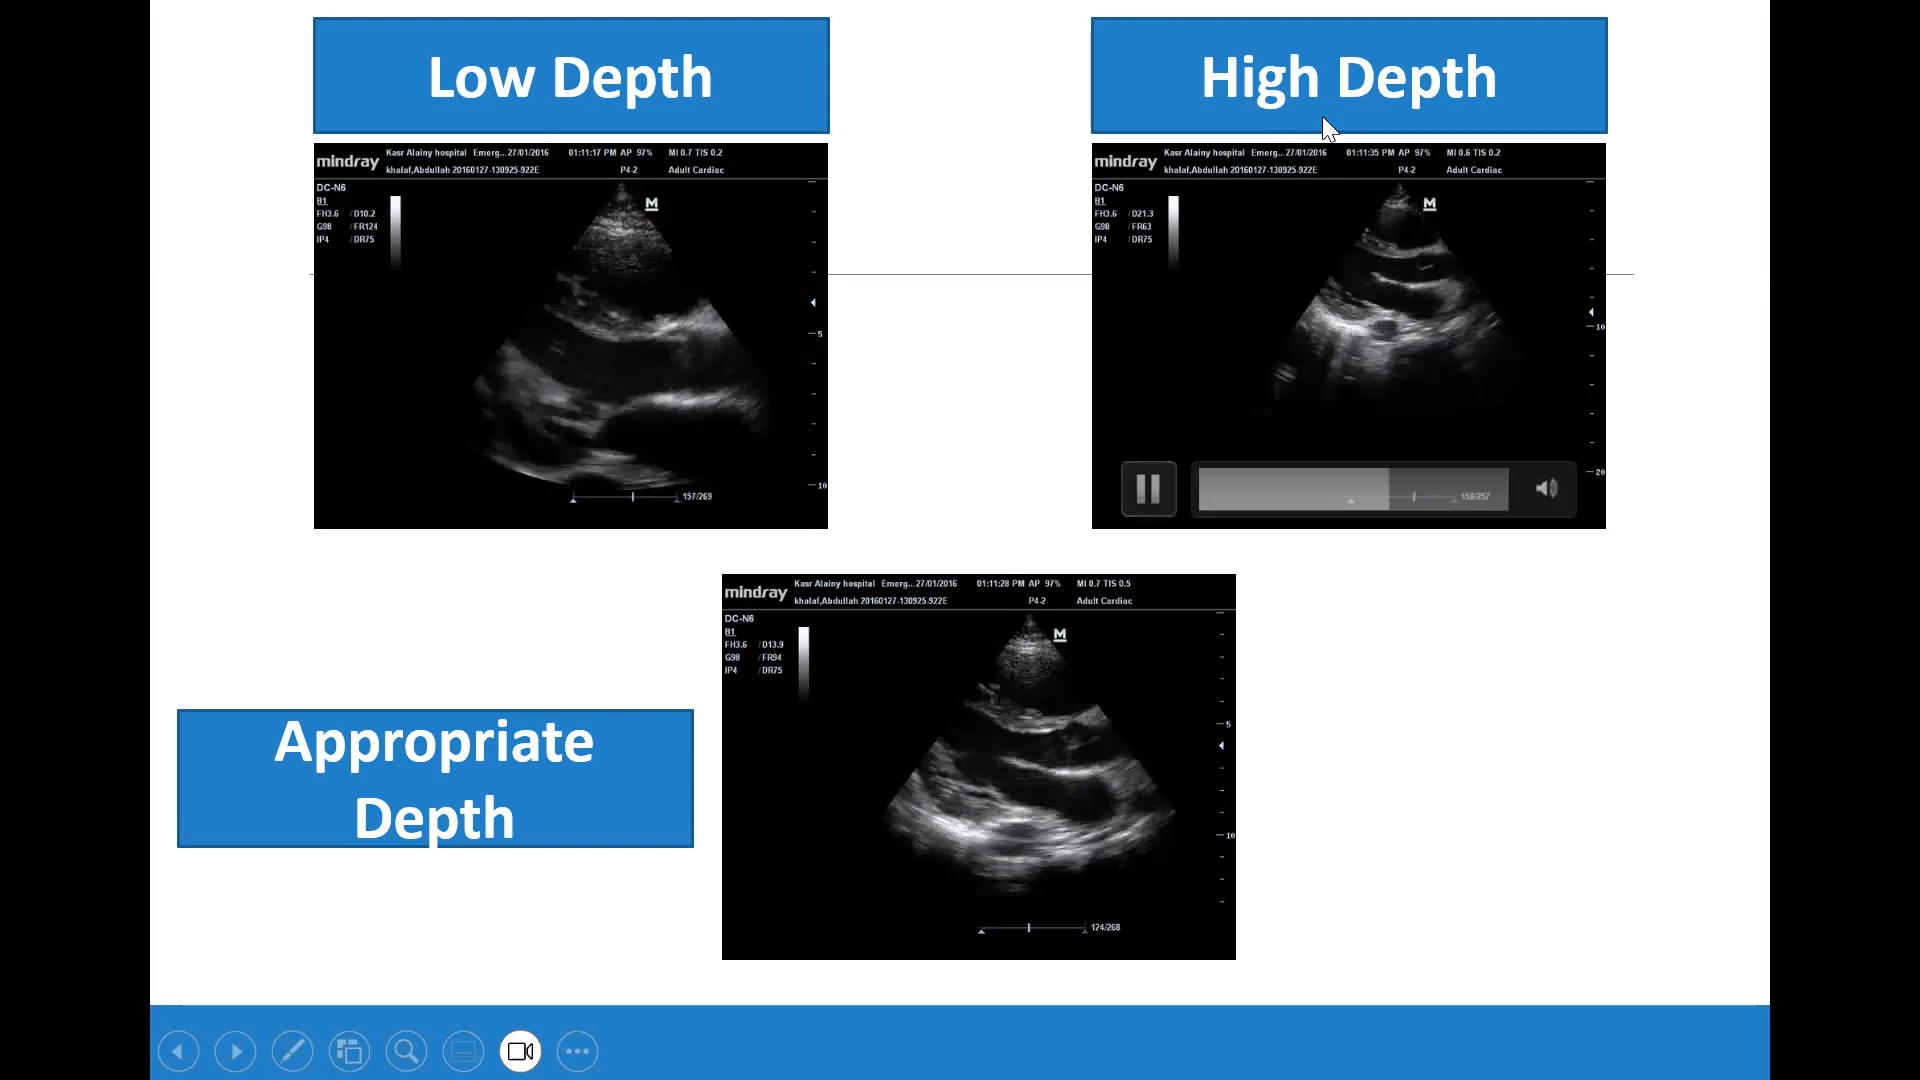 Low Depth
High Depth
mindray
Kasr Alainy hospital Emerg...27/01/2016 01:11:17 PM AP 97% MI 0.7 TIS 0.2
khalaf,Abdullah 20160127-130925-922E P4-2 Adult Cardiac
DC-N6
B1
FH3.6 /D10.2
G98 /FR124
IP4 /DR75
M
5
10
157/269
mindray
Kasr Alainy hospital Emerg...27/01/2016 01:11:35 PM AP 97% MI 0.6 TIS 0.2
khalaf,Abdullah 20160127-130925-922E P4-2 Adult Cardiac
DC-N6
B1
FH3.6 /D21.3
G98 /FR63
IP4 /DR75
M
10
20
Appropriate
Depth
mindray
Kasr Alainy hospital Emerg...27/01/2016 01:11:28 PM AP 97% MI 0.7 TIS 0.5
khalaf,Abdullah 20160127-130925-922E P4-2 Adult Cardiac
DC-N6
B1
FH3.6 /D13.9
G98 /FR94
IP4 /DR75
M
5
10
124/268